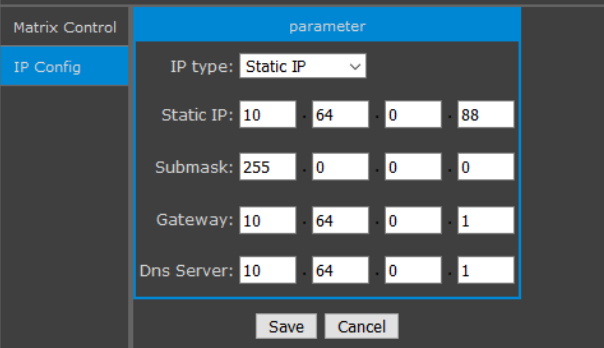 Matrix Control
parameter
IP Config
IP type: Static IP
Static IP: 10 . 64 . 0 . 88
Submask: 255 . 0 . 0 . 0
Gateway: 10 . 64 . 0 . 1
Dns Server: 10 . 64 . 0 . 1
Save Cancel